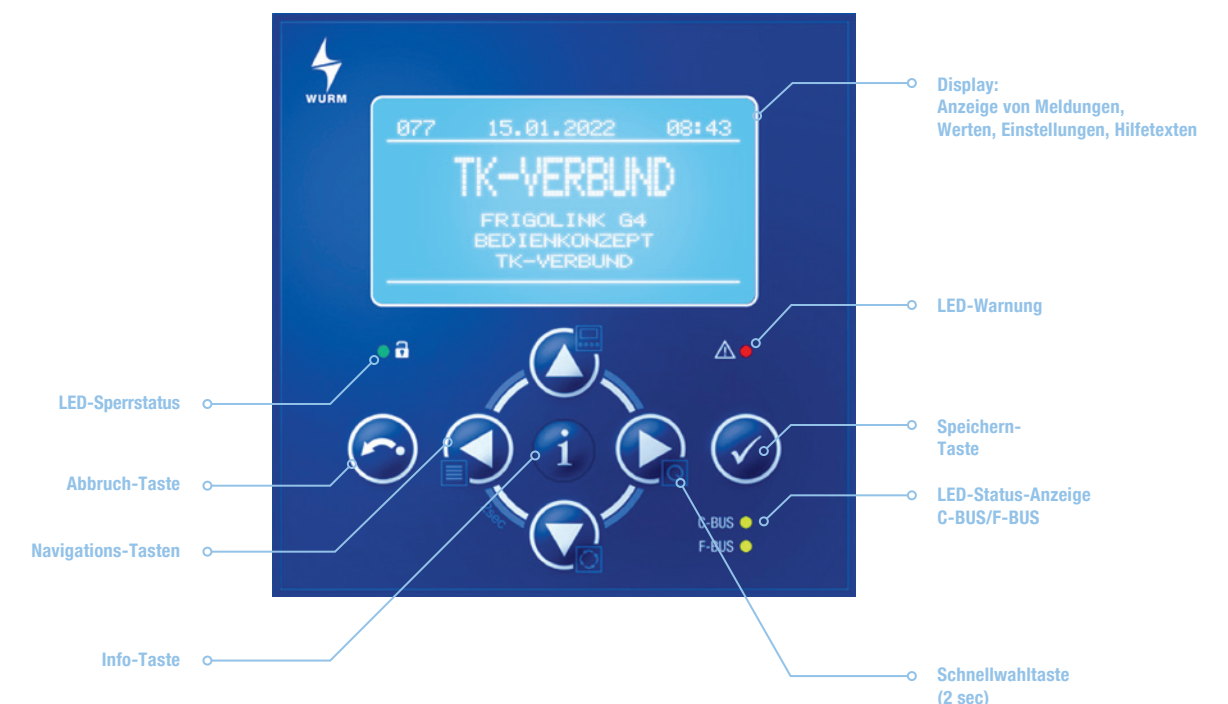 WURM
077 15.01.2022 08:43
TK-VERBUND
FRIGOLINK G4
BEDIENKONZEPT
TK-VERBUND
Display:
Anzeige von Meldungen,
Werten, Einstellungen, Hilfetexten
LED-Warnung
LED-Sperrstatus
Speichern-
Taste
i
Abbruch-Taste
LED-Status-Anzeige
C-BUS/F-BUS
2sec
C-BUS
F-BUS
Navigations-Tasten
Info-Taste
Schnellwahltaste
(2 sec)